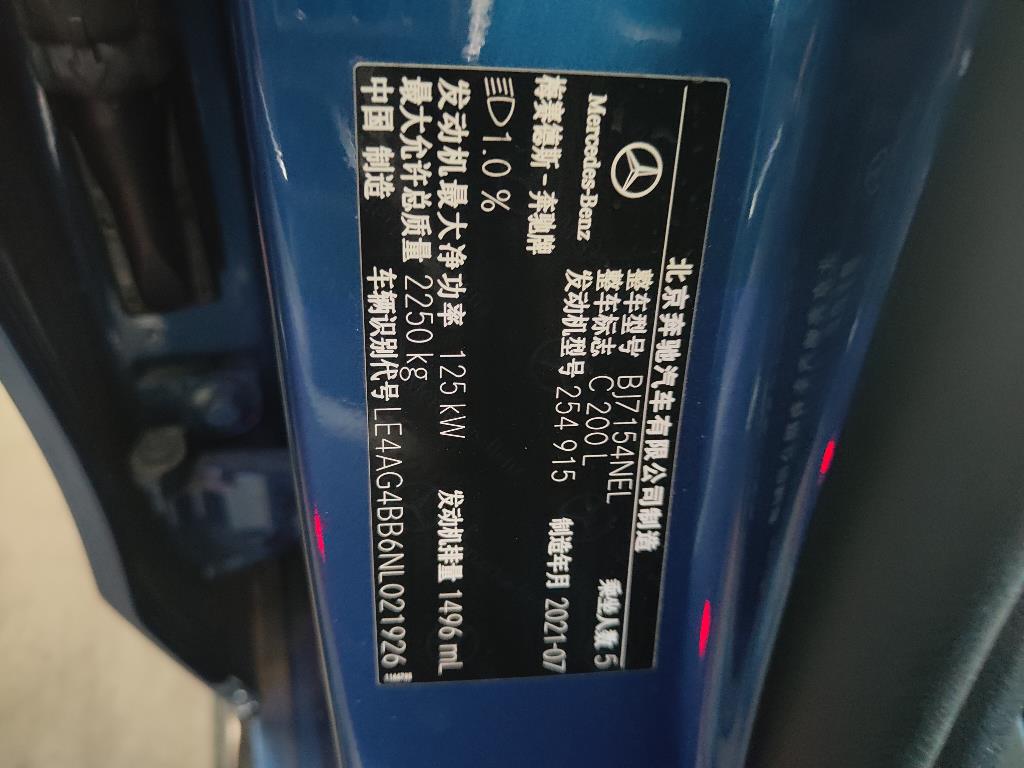 北京奔驰汽车有限公司制造
Mercedes-Benz
梅赛德斯-奔驰牌
整车型号 BJ7154NEL
整车标志 C 200 L 乘坐人数 5
发动机型号 254 915 制造年月 2021-07
1.0 %
发动机最大净功率 125 kW 发动机排量 1496 mL
最大允许总质量 2250 kg
中国 制造 车辆识别代号 LE4AG4BB6NL021926